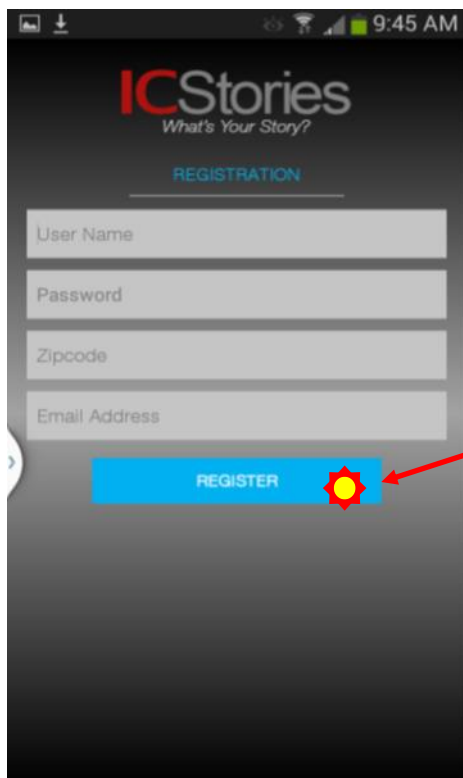 9:45 AM
ICStories
What's Your Story?
REGISTRATION
User Name
Password
Zipcode
Email Address
REGISTER